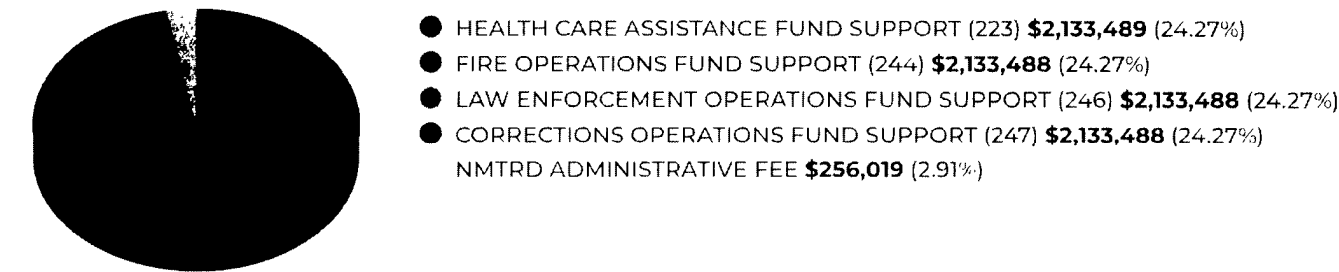 HEALTH CARE ASSISTANCE FUND SUPPORT (223) $2,133,489 (24.27%)
FIRE OPERATIONS FUND SUPPORT (244) $2,133,488 (24.27%)
LAW ENFORCEMENT OPERATIONS FUND SUPPORT (246) $2,133,488 (24.27%)
CORRECTIONS OPERATIONS FUND SUPPORT (247) $2,133,488 (24.27%)
NMTRD ADMINISTRATIVE FEE $256,019 (2.91%)